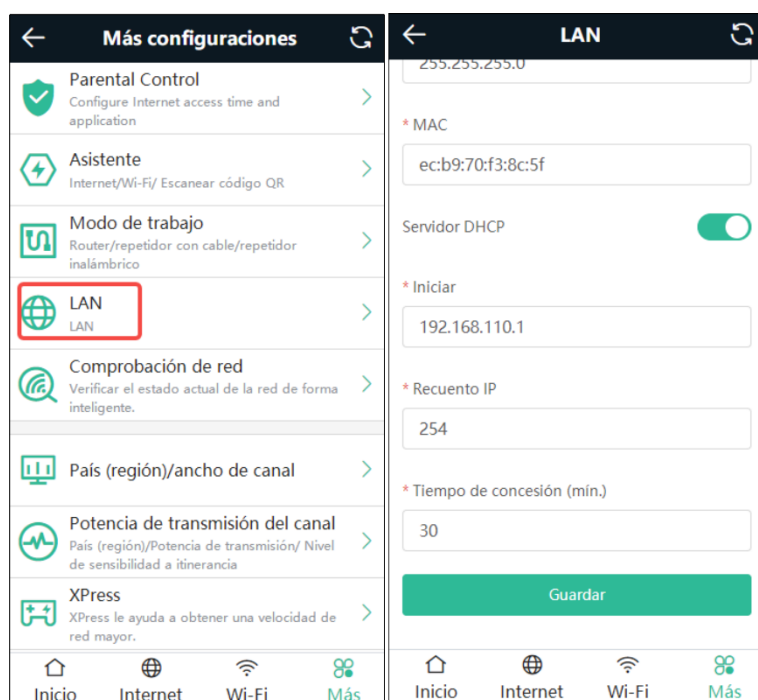 Más configuraciones
Parental Control
Configure Internet access time and
application
Asistente
Internet/Wi-Fi/ Escanear código QR
Modo de trabajo
Router/repetidor con cable/repetidor
inalámbrico
LAN
LAN
Comprobación de red
Verificar el estado actual de la red de forma
inteligente.
País (región)/ancho de canal
Potencia de transmisión del canal
País (región)/Potencia de transmisión/ Nivel
de sensibilidad a itinerancia
XPress
XPress le ayuda a obtener una velocidad de
red mayor.
Inicio Internet Wi-Fi Más
LAN
255.255.255.0
* MAC
ec:b9:70:f3:8c:5f
Servidor DHCP
* Iniciar
192.168.110.1
* Recuento IP
254
* Tiempo de concesión (mín.)
30
Guardar
Inicio Internet Wi-Fi Más